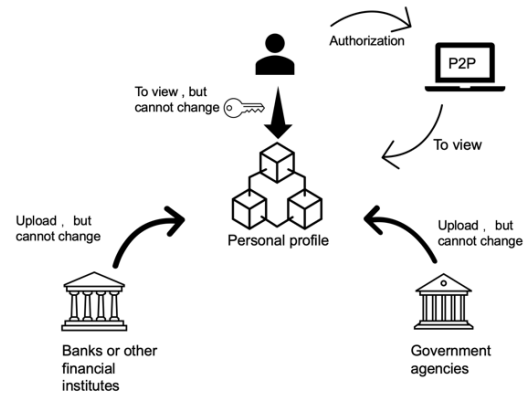 Authorization
P2P
To view , but
cannot change
To view
Upload , but
cannot change
Personal profile
Upload , but
cannot change
Banks or other
financial
institutes
Government
agencies